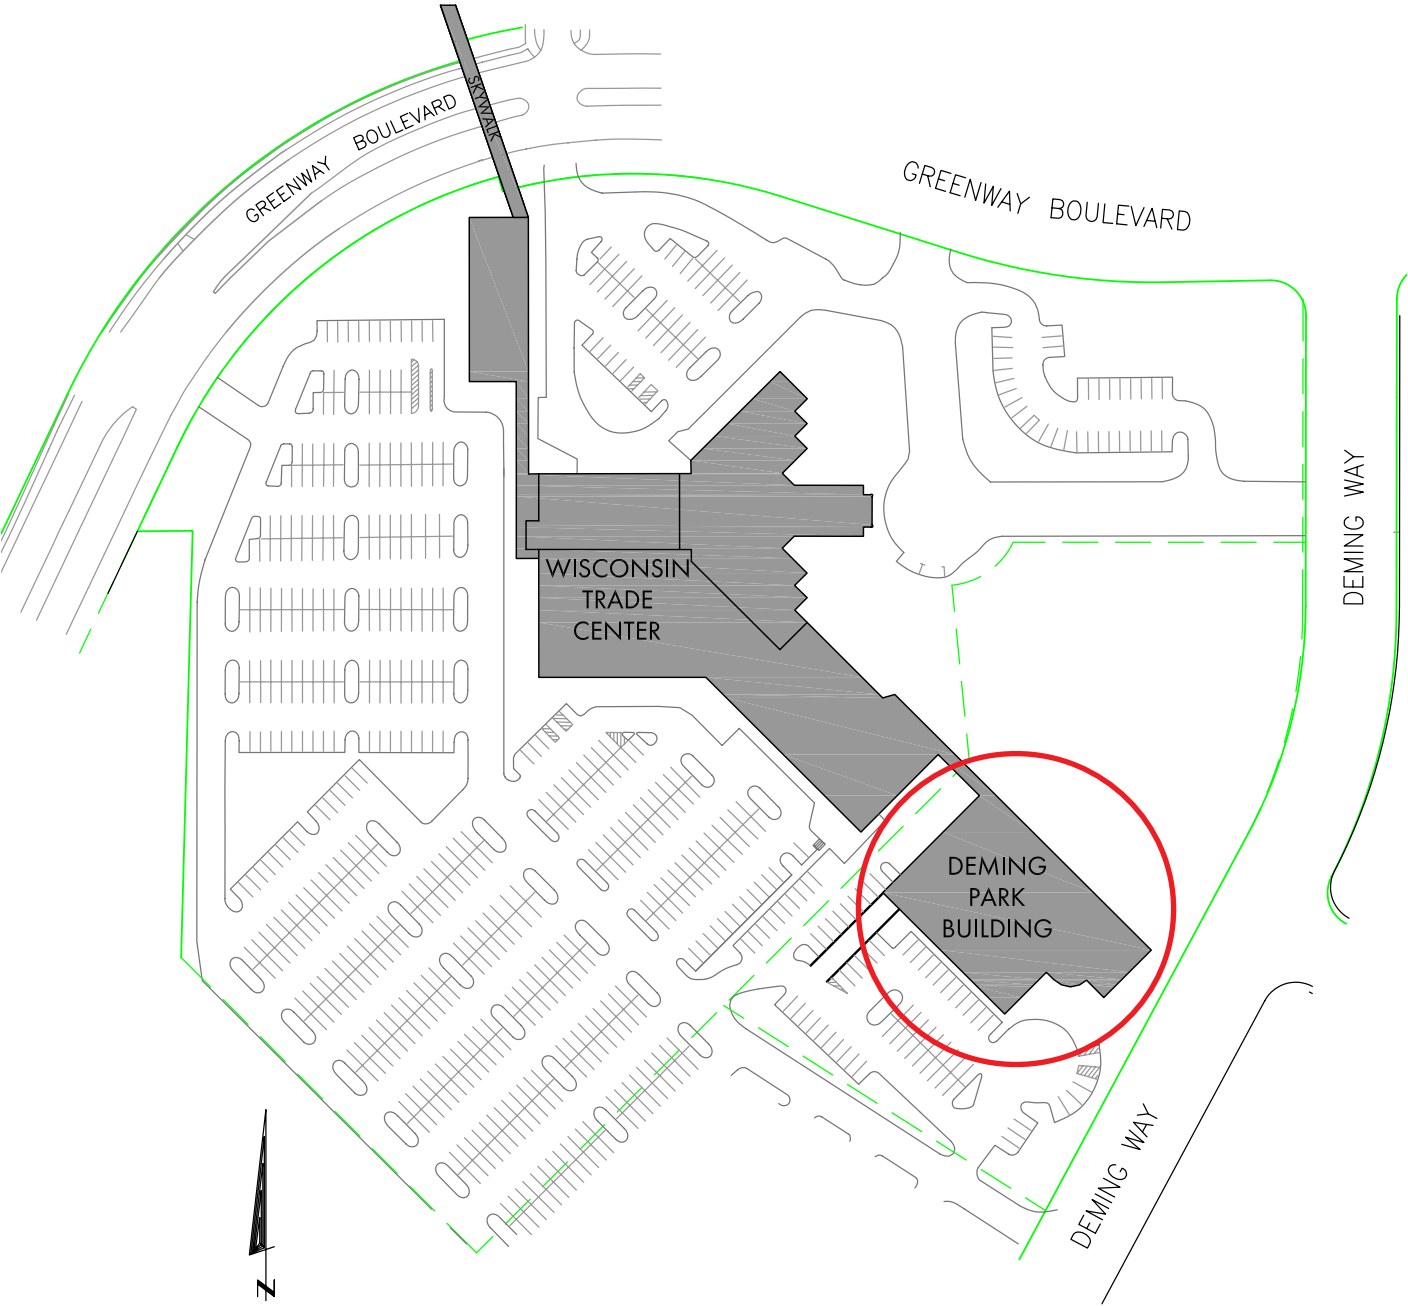 SKYWALK
GREENWAY BOULEVARD
GREENWAY BOULEVARD
DEMING WAY
WISCONSIN
TRADE
CENTER
DEMING
PARK
BUILDING
DEMING WAY
N